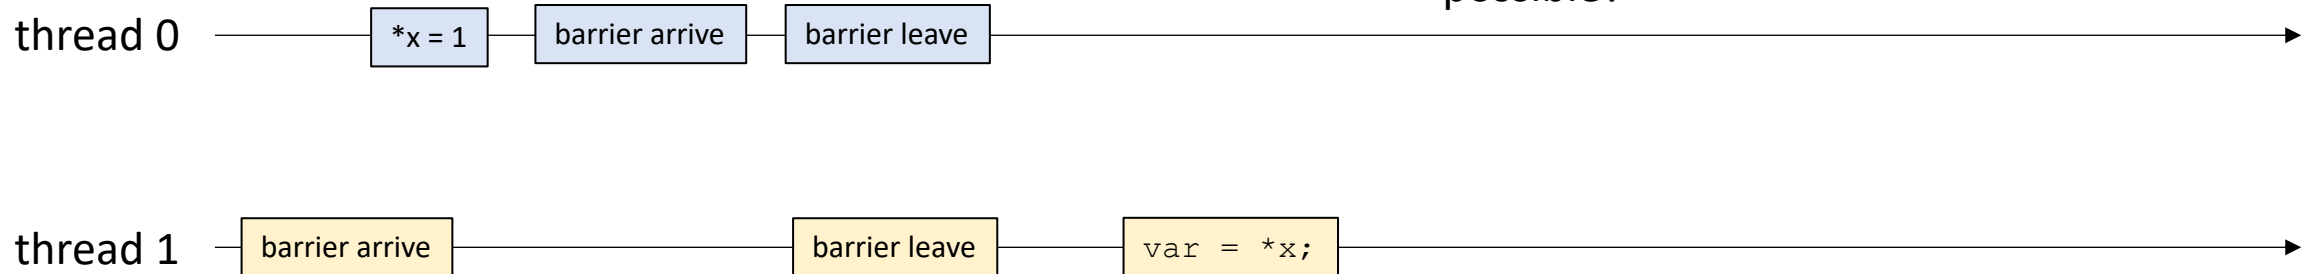 possible?
thread 0 *x = 1 barrier arrive barrier leave
thread 1 barrier arrive barrier leave var = *x;